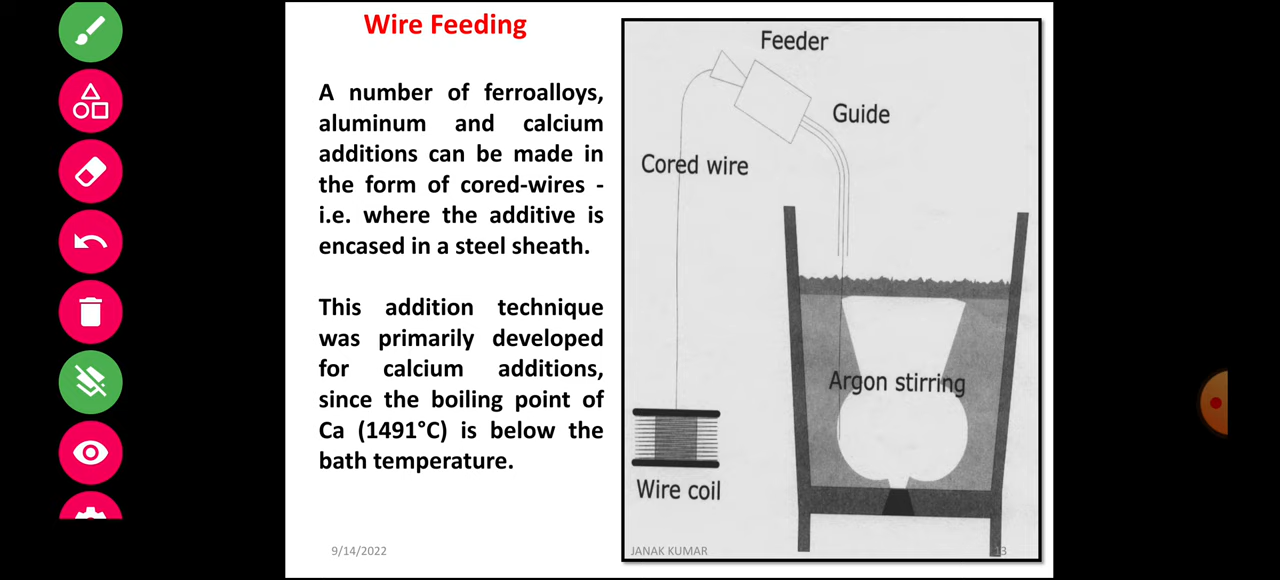 Wire Feeding
A number of ferroalloys,
aluminum and calcium
additions can be made in
the form of cored-wires -
i.e. where the additive is
encased in a steel sheath.
This addition technique
was primarily developed
for calcium additions,
since the boiling point of
Ca (1491°C) is below the
bath temperature.
Feeder
Guide
Cored wire
Argon stirring
Wire coil
9/14/2022
JANAK KUMAR
13